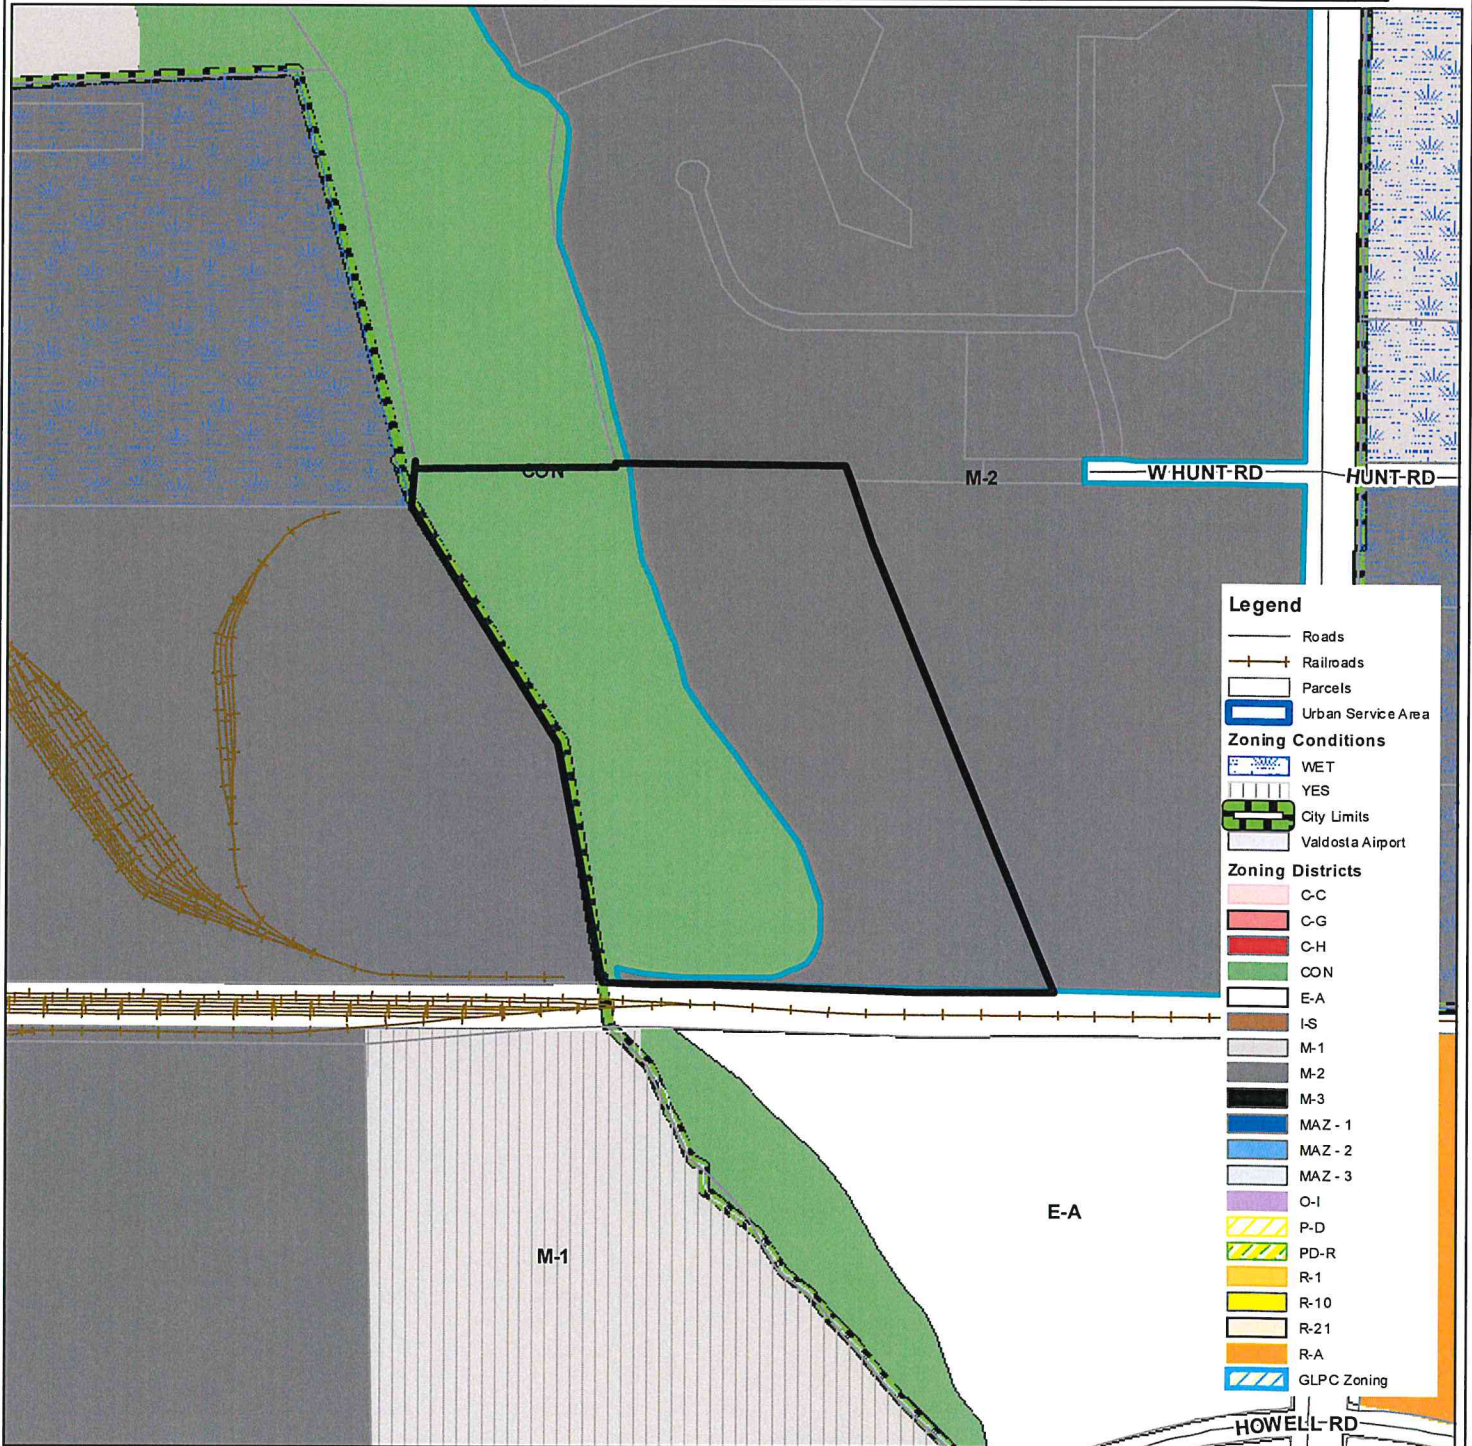 CON
M-2
W HUNT RD
HUNT RD
Legend
Roads
Railroads
Parcels
Urban Service Area
Zoning Conditions
WET
YES
City Limits
Valdosta Airport
Zoning Districts
C-C
C-G
C-H
CON
E-A
I-S
M-1
M-2
M-3
MAZ - 1
MAZ - 2
MAZ - 3
O-I
P-D
PD-R
R-1
R-10
R-21
R-A
GLPC Zoning
E-A
M-1
HOWELL RD